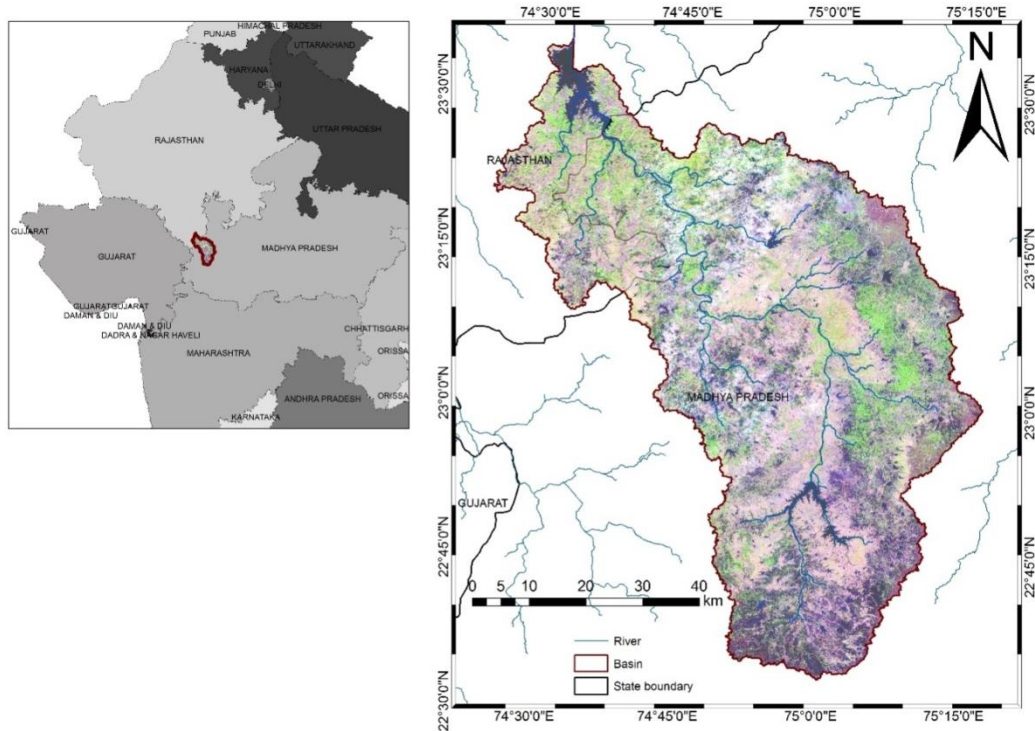 HIMACHAL PRADESH
PUNJAB
UTTARAKHAND
HARYANA
DELHI
UTTAR PRADESH
RAJASTHAN
GUJARAT
GUJARAT
MADHYA PRADESH
GUJARATGUJARAT
DAMAN & DIU
DAMAN & DIU
DADRA & NAGAR HAVELI
CHHATTISGARH
MAHARASHTRA
ORISSA
ANDHRA PRADESH
ORISSA
KARNATAKA
74°30'0"E 74°45'0"E 75°0'0"E 75°15'0"E
N
23°30'0"N 23°30'0"N
RAJASTHAN
23°15'0"N 23°15'0"N
MADHYA PRADESH
23°0'0"N 23°0'0"N
GUJARAT
22°45'0"N 22°45'0"N
0 5 10 20 30 40
km
River
Basin
State boundary
22°30'0"N 22°30'0"N
74°30'0"E 74°45'0"E 75°0'0"E 75°15'0"E